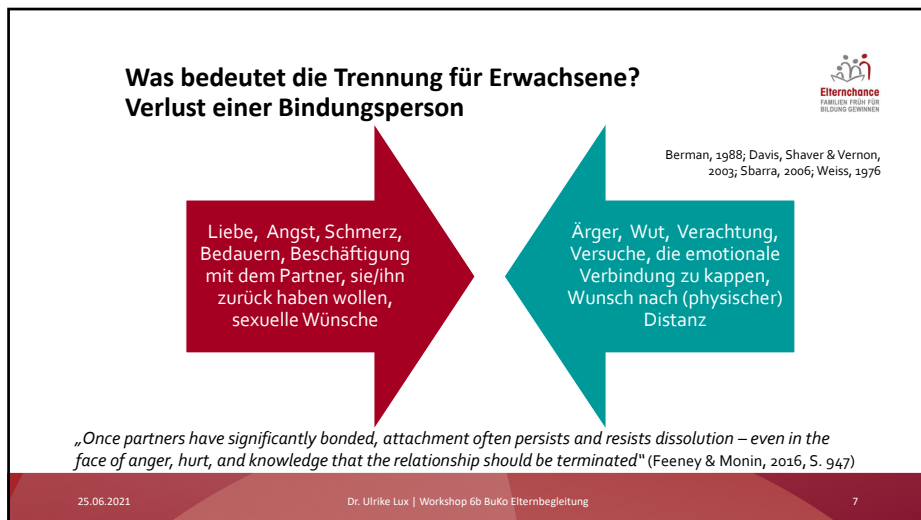 Was bedeutet die Trennung für Erwachsene?
Verlust einer Bindungsperson
Elternchance
FAMILIEN FRÜH FÜR
BILDUNG GEWINNEN
Berman, 1988; Davis, Shaver & Vernon,
2003; Sbarra, 2006; Weiss, 1976
Liebe, Angst, Schmerz,
Bedauern, Beschäftigung
mit dem Partner, sie/ihn
zurück haben wollen,
sexuelle Wünsche
Ärger, Wut, Verachtung,
Versuche, die emotionale
Verbindung zu kappen,
Wunsch nach (physischer)
Distanz
„Once partners have significantly bonded, attachment often persists and resists dissolution – even in the
face of anger, hurt, and knowledge that the relationship should be terminated“ (Feeney & Monin, 2016, S. 947)
25.06.2021
Dr. Ulrike Lux | Workshop 6b BuKo Elternbegleitung
7